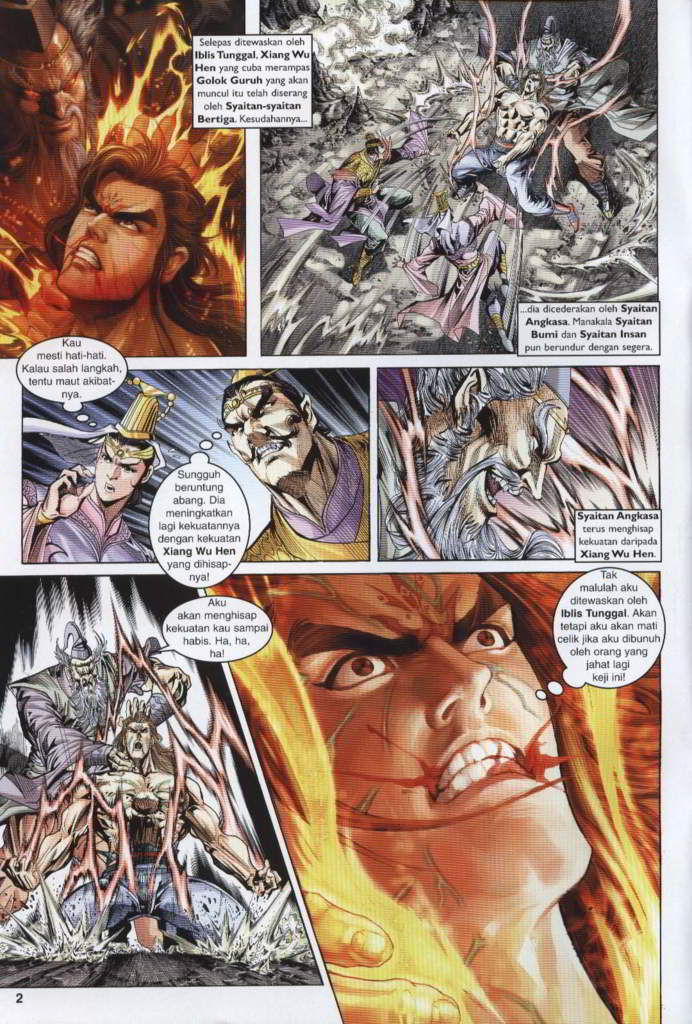 Selepas ditewaskan oleh
Iblis Tunggal, Xiang Wu
Hen yang cuba merampas
Golok Guruh yang akan
muncul itu telah diserang
oleh Syaitan-syaitan
Bertiga. Kesudahannya...
...dia dicederakan oleh Syaitan
Angkasa. Manakala Syaitan
Bumi dan Syaitan Insan
pun berundur dengan segera.
Kau
mesti hati-hati.
Kalau salah langkah,
tentu maut akibat-
nya.
Sungguh
beruntung
abang. Dia
meningkatkan
lagi kekuatannya
dengan kekuatan
Xiang Wu Hen
yang dihisap-
nya!
Syaitan Angkasa
terus menghisap
kekuatan daripada
Xiang Wu Hen.
Aku
akan menghisap
kekuatan kau sampai
habis. Ha, ha,
ha!
Tak
malulah aku
ditewaskan oleh
Iblis Tunggal. Akan
tetapi aku akan mati
celik jika aku dibunuh
oleh orang yang
jahat lagi
keji ini!
2